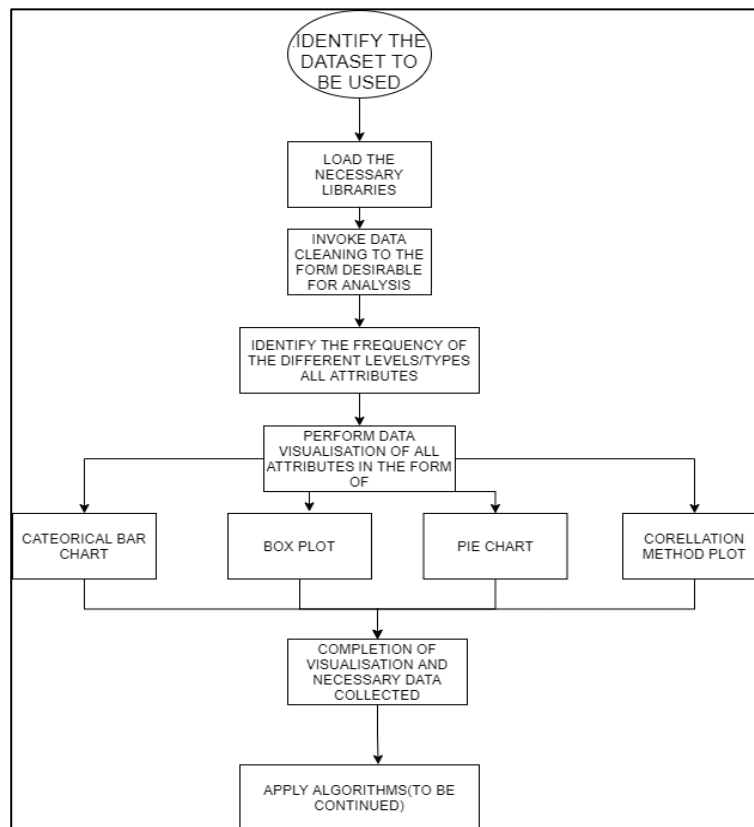 .IDENTIFY THE
DATASET TO
BE USED
LOAD THE
NECESSARY
LIBRARIES
INVOKE DATA
CLEANING TO THE
FORM DESIRABLE
FOR ANALYSIS
IDENTIFY THE FREQUENCY OF
THE DIFFERENT LEVELS/TYPES
ALL ATTRIBUTES
PERFORM DATA
VISUALISATION OF ALL
ATTRIBUTES IN THE FORM
OF
CATEORICAL BAR
CHART
BOX PLOT
PIE CHART
CORELLATION
METHOD PLOT
COMPLETION OF
VISUALISATION AND
NECESSARY DATA
COLLECTED
APPLY ALGORITHMS(TO BE
CONTINUED)